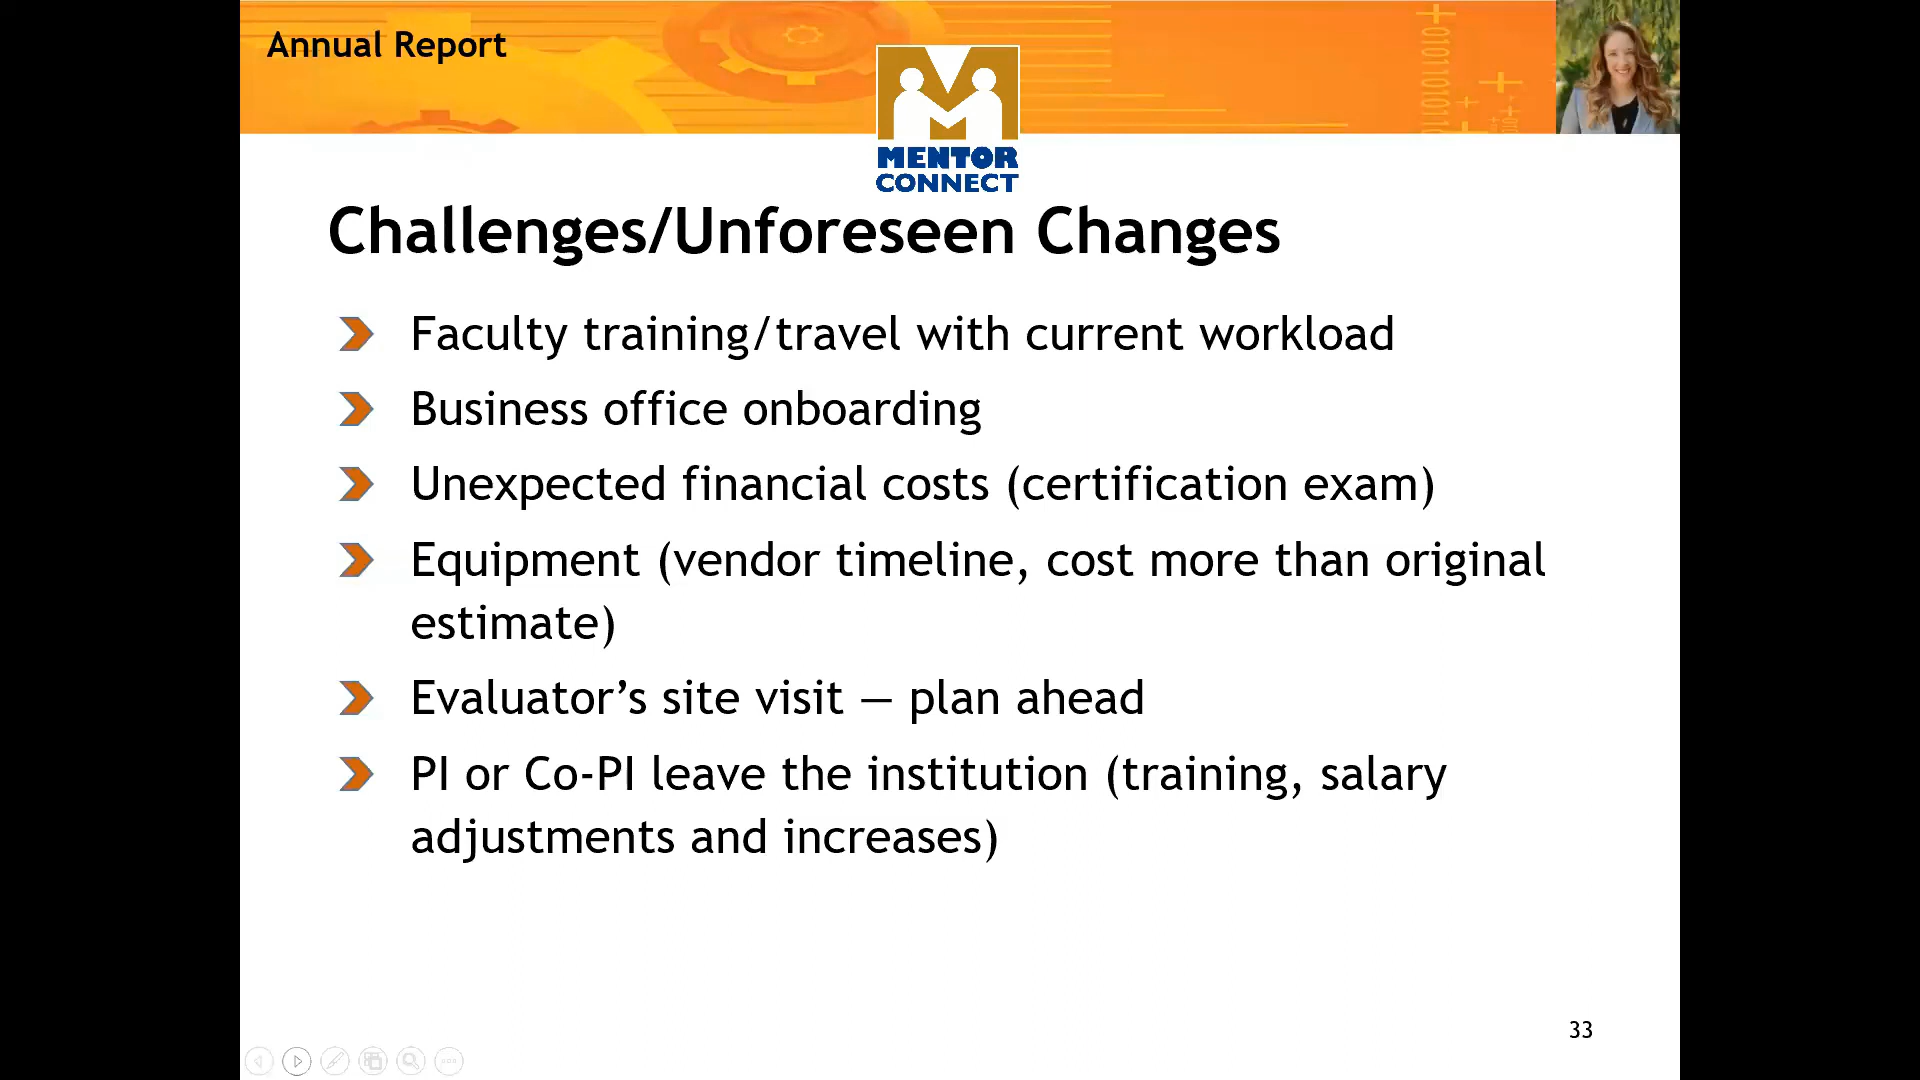 Annual Report
MENTOR
CONNECT
Challenges/Unforeseen Changes
Faculty training/travel with current workload
Business office onboarding
Unexpected financial costs (certification exam)
Equipment (vendor timeline, cost more than original
estimate)
Evaluator’s site visit — plan ahead
PI or Co-PI leave the institution (training, salary
adjustments and increases)
33